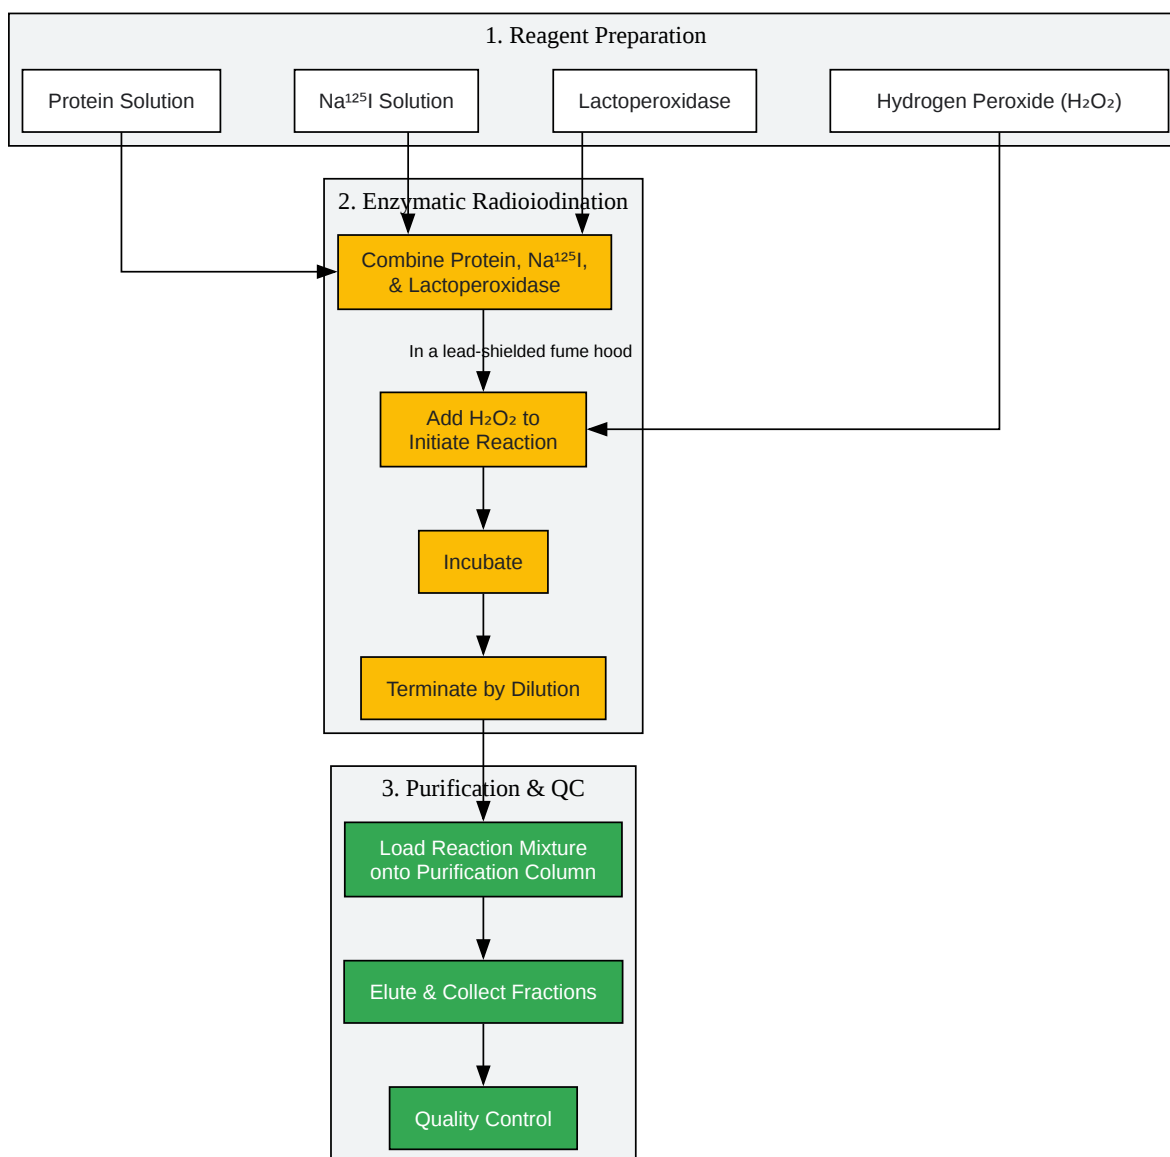 1. Reagent Preparation
Protein Solution
Na¹²⁵I Solution
Lactoperoxidase
Hydrogen Peroxide (H₂O₂)
2. Enzymatic Radioiodination
Combine Protein, Na¹²⁵I,
& Lactoperoxidase
In a lead-shielded fume hood
Add H₂O₂ to
Initiate Reaction
Incubate
Terminate by Dilution
3. Purification & QC
Load Reaction Mixture
onto Purification Column
Elute & Collect Fractions
Quality Control